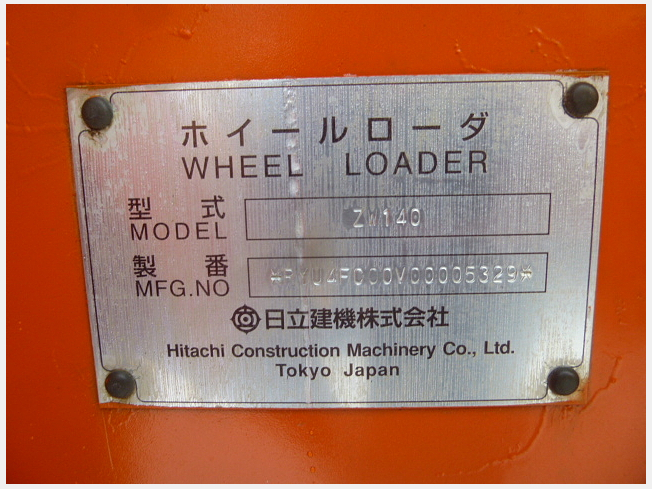 ホイールローダ
WHEEL LOADER
型式 ZW140
MODEL
製番
MFG.NO
日立建機株式会社
Hitachi Construction Machinery Co., Ltd.
Tokyo Japan